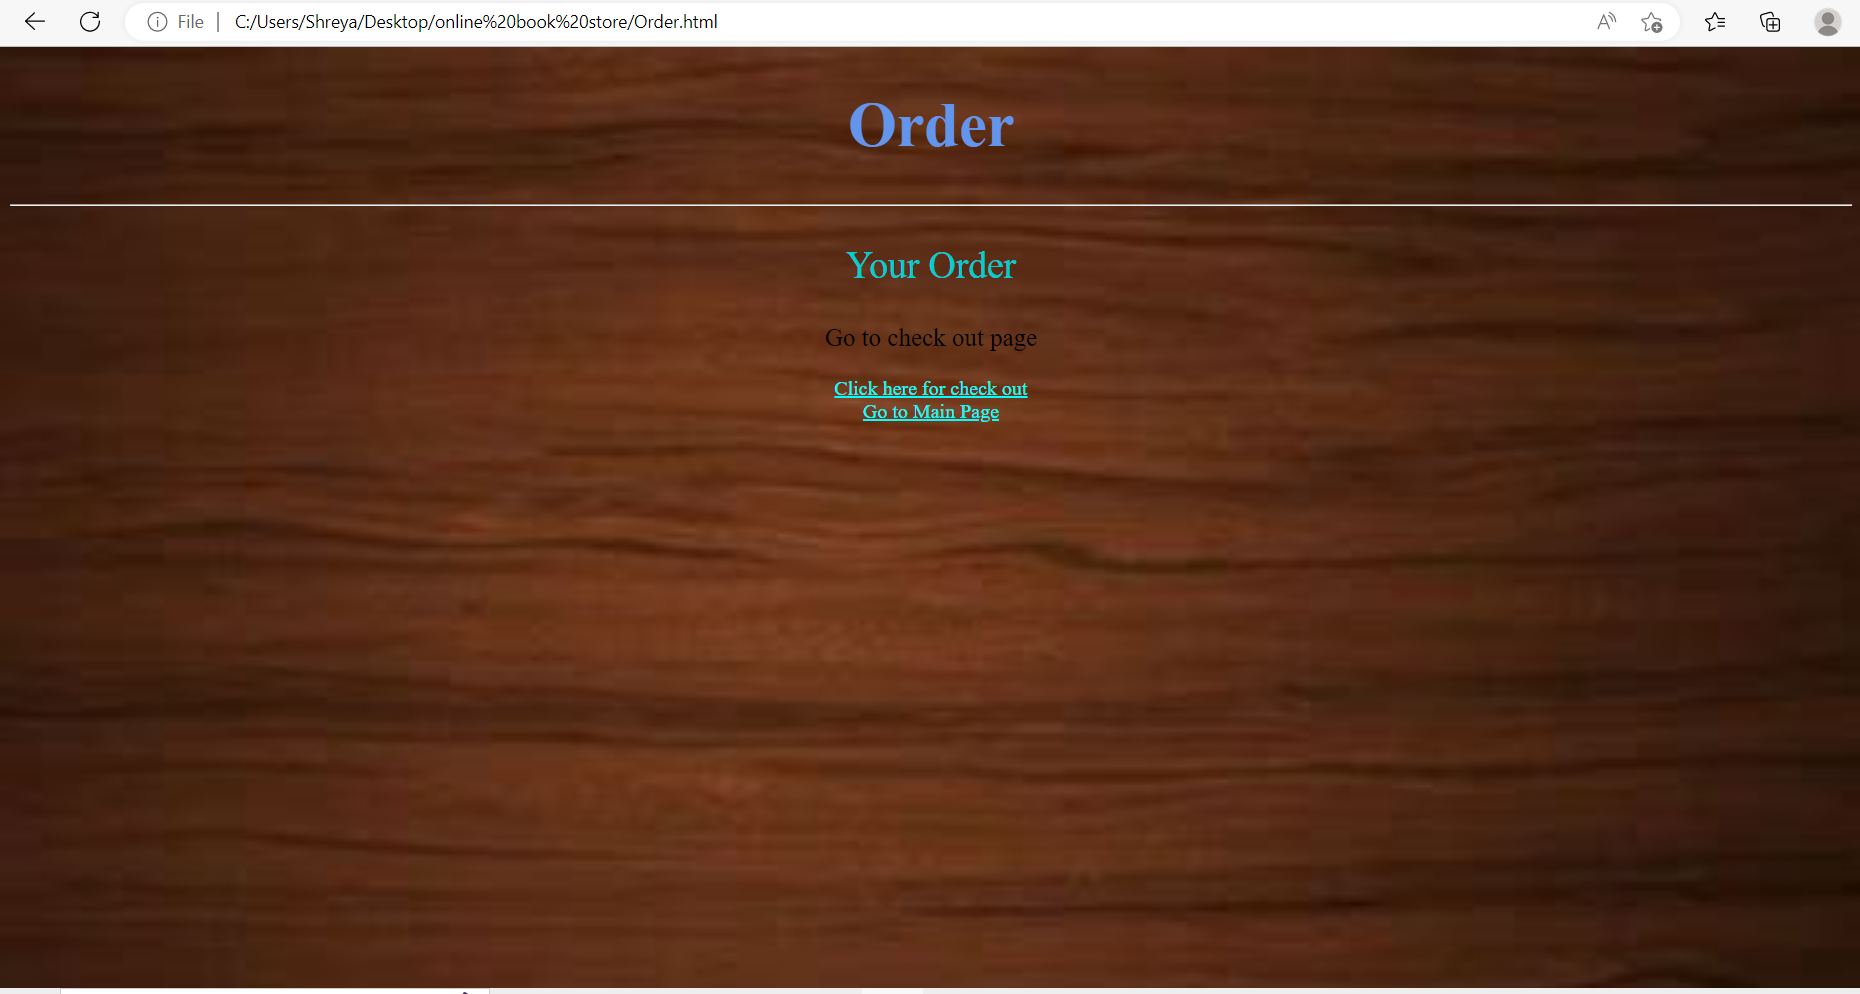 File C:/Users/Shreya/Desktop/online%20book%20store/Order.html
Order
Your Order
Go to check out page
Click here for check out
Go to Main Page